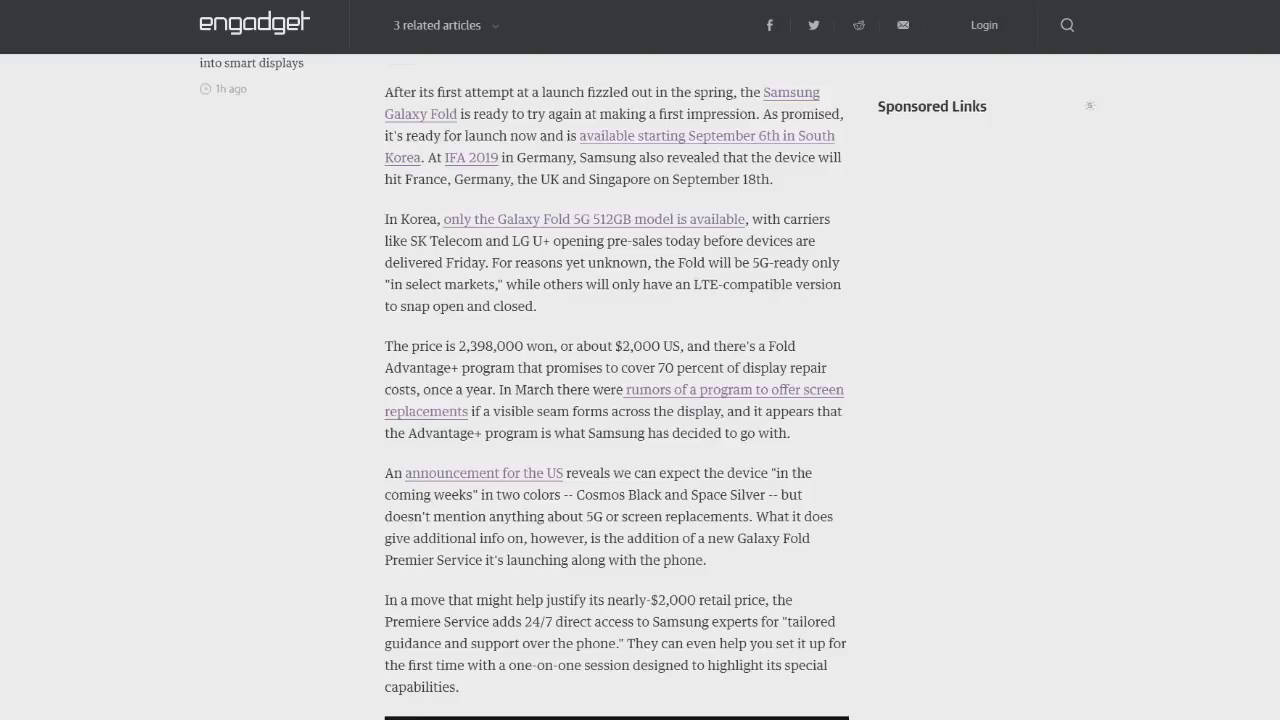 engadget
3 related articles
Login
into smart displays
1h ago
After its first attempt at a launch fizzled out in the spring, the Samsung
Galaxy Fold is ready to try again at making a first impression. As promised,
it's ready for launch now and is available starting September 6th in South
Korea. At IFA 2019 in Germany, Samsung also revealed that the device will
hit France, Germany, the UK and Singapore on September 18th.
In Korea, only the Galaxy Fold 5G 512GB model is available, with carriers
like SK Telecom and LG U+ opening pre-sales today before devices are
delivered Friday. For reasons yet unknown, the Fold will be 5G-ready only
"in select markets," while others will only have an LTE-compatible version
to snap open and closed.
The price is 2,398,000 won, or about $2,000 US, and there's a Fold
Advantage+ program that promises to cover 70 percent of display repair
costs, once a year. In March there were rumors of a program to offer screen
replacements if a visible seam forms across the display, and it appears that
the Advantage+ program is what Samsung has decided to go with.
An announcement for the US reveals we can expect the device "in the
coming weeks" in two colors -- Cosmos Black and Space Silver -- but
doesn't mention anything about 5G or screen replacements. What it does
give additional info on, however, is the addition of a new Galaxy Fold
Premier Service it's launching along with the phone.
In a move that might help justify its nearly-$2,000 retail price, the
Premiere Service adds 24/7 direct access to Samsung experts for "tailored
guidance and support over the phone." They can even help you set it up for
the first time with a one-on-one session designed to highlight its special
capabilities.
Sponsored Links